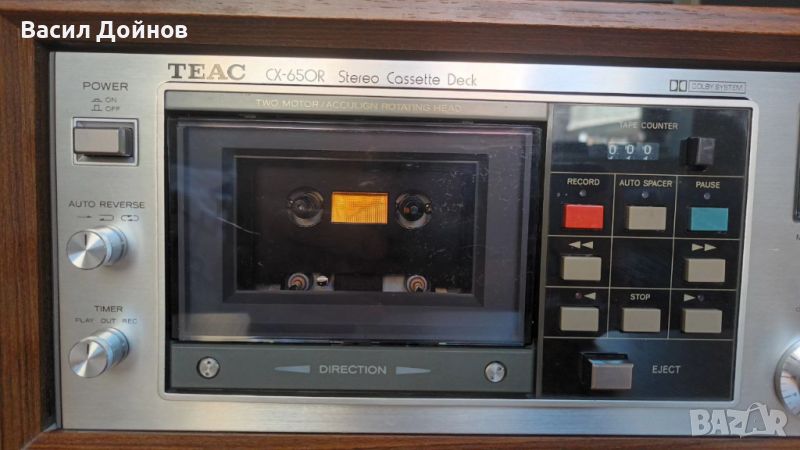 Васил Дойнов
TEAC CX-650R Stereo Cassette Deck
DOLBY SYSTEM
POWER
ON
OFF
TWO MOTOR/ACCULIGN ROTATING HEAD
TAPE COUNTER
000
RECORD AUTO SPACER PAUSE
AUTO REVERSE
TIMER
PLAY OUT REC
STOP
DIRECTION
EJECT
BAZAR